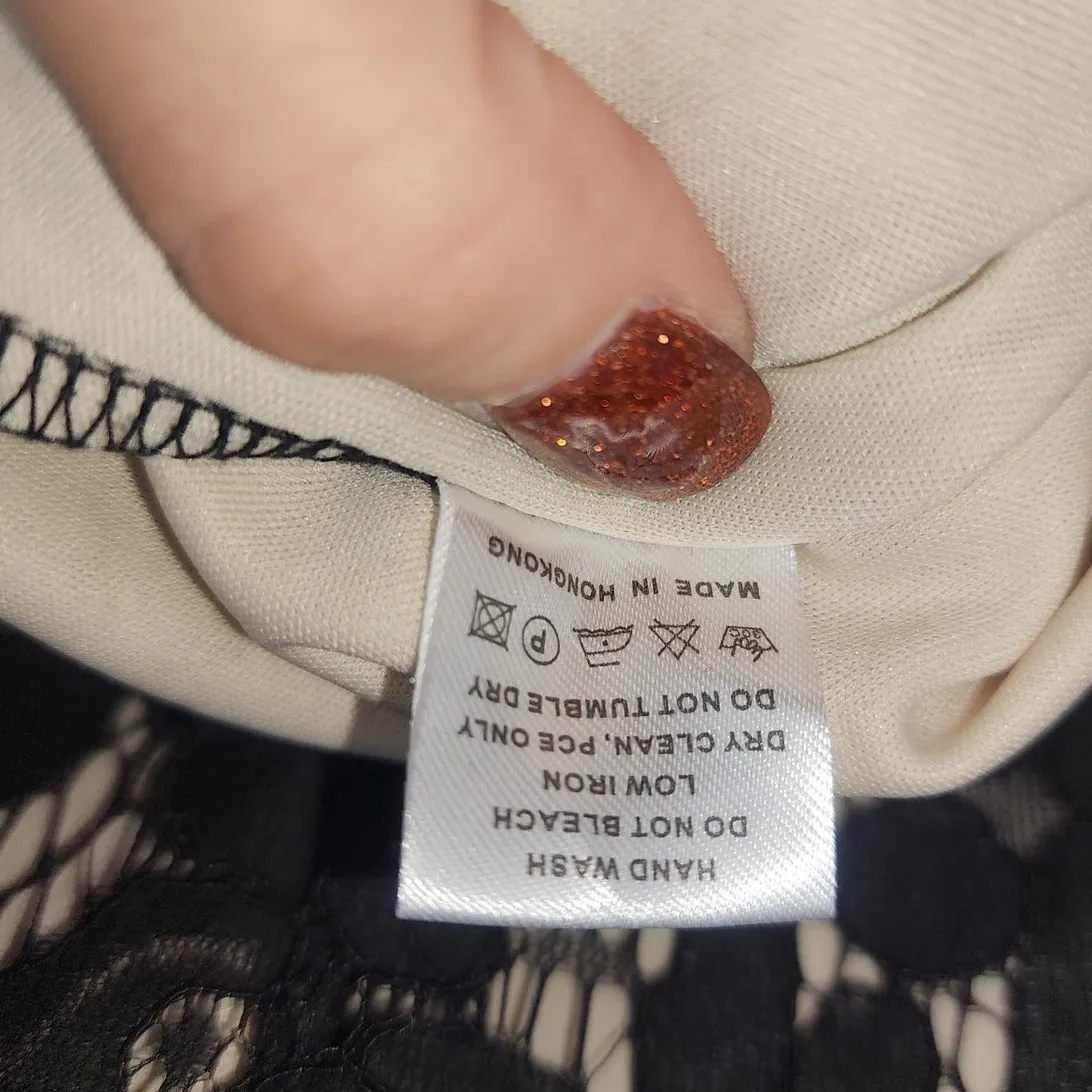 HAND WASH
DO NOT BLEACH
LOW IRON
DRY CLEAN, PCE ONLY
DO NOT TUMBLE DRY
P
MADE IN HONGKONG